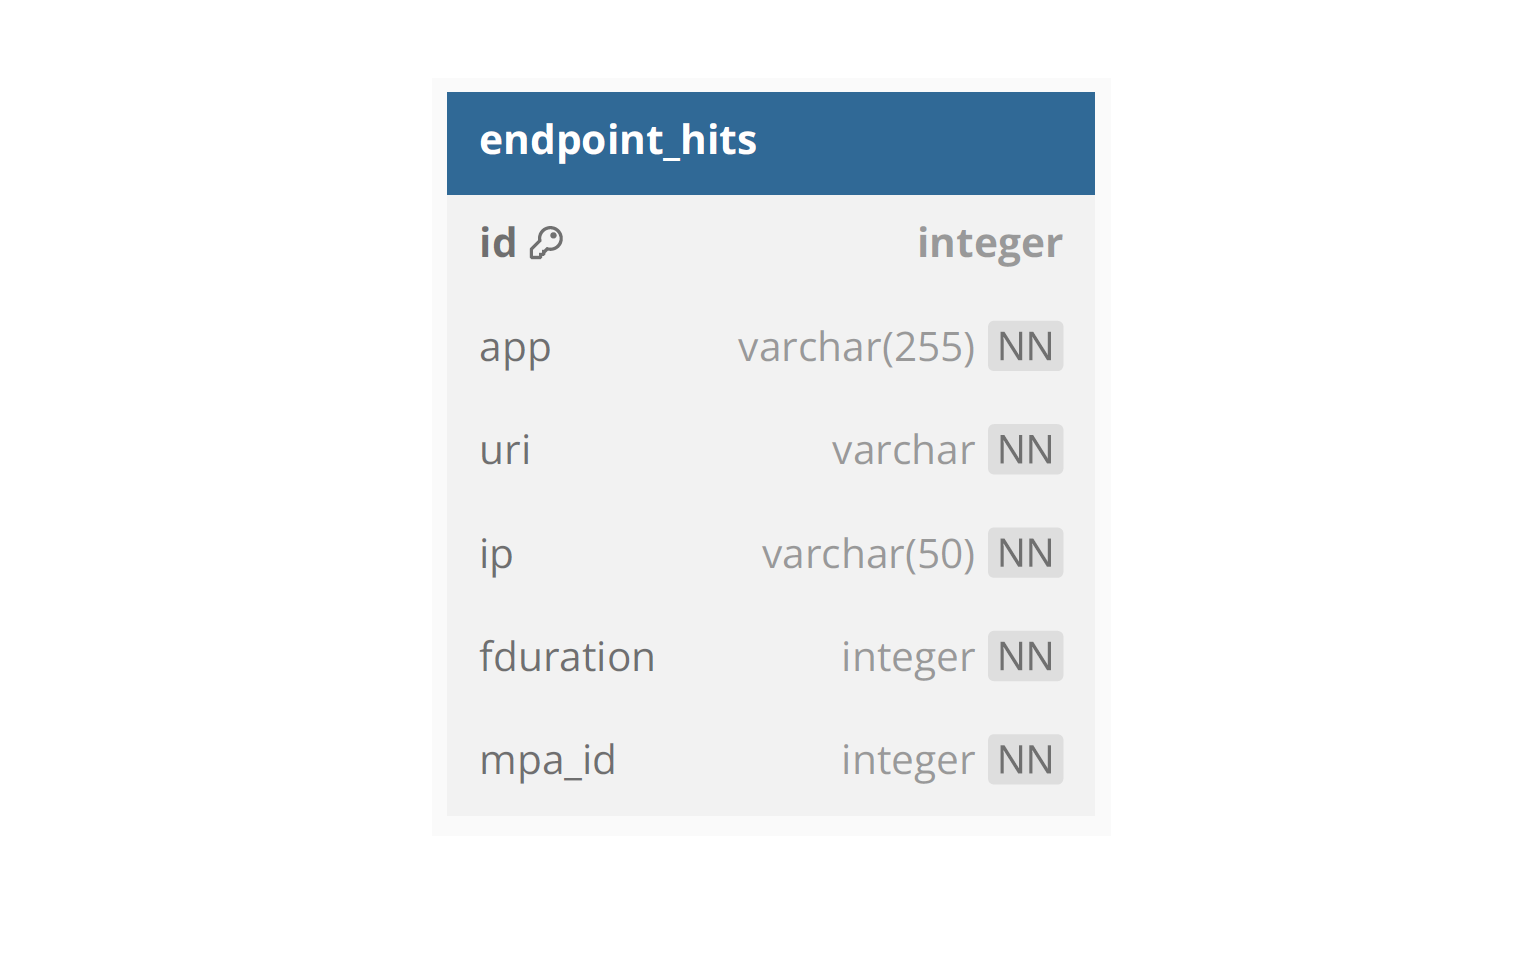 endpoint_hits
id integer
app varchar(255) NN
uri varchar NN
ip varchar(50) NN
fduration integer NN
mpa_id integer NN